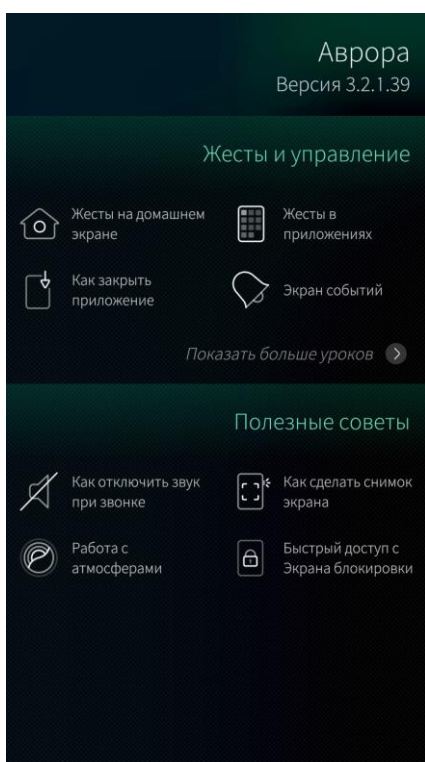 Аврора
Версия 3.2.1.39
Жесты и управление
Жесты на домашнем
экране
Жесты в
приложениях
Как закрыть
приложение
Экран событий
Показать больше уроков
Полезные советы
Как отключить звук
при звонке
Как сделать снимок
экрана
Работа с
атмосферами
Быстрый доступ с
Экрана блокировки